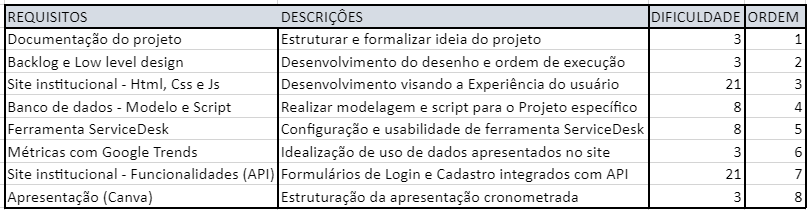 REQUISITOS DESCRIÇÕES DIFICULDADE ORDEM
Documentação do projeto Estruturar e formalizar ideia do projeto 3 1
Backlog e Low level design Desenvolvimento do desenho e ordem de execução 3 2
Site institucional - Html, Css e Js Desenvolvimento visando a Experiência do usuário 21 3
Banco de dados - Modelo e Script Realizar modelagem e script para o Projeto específico 8 4
Ferramenta ServiceDesk Configuração e usabilidade de ferramenta ServiceDesk 8 5
Métricas com Google Trends Idealização de uso de dados apresentados no site 3 6
Site institucional - Funcionalidades (API) Formulários de Login e Cadastro integrados com API 21 7
Apresentação (Canva) Estruturação da apresentação cronometrada 3 8